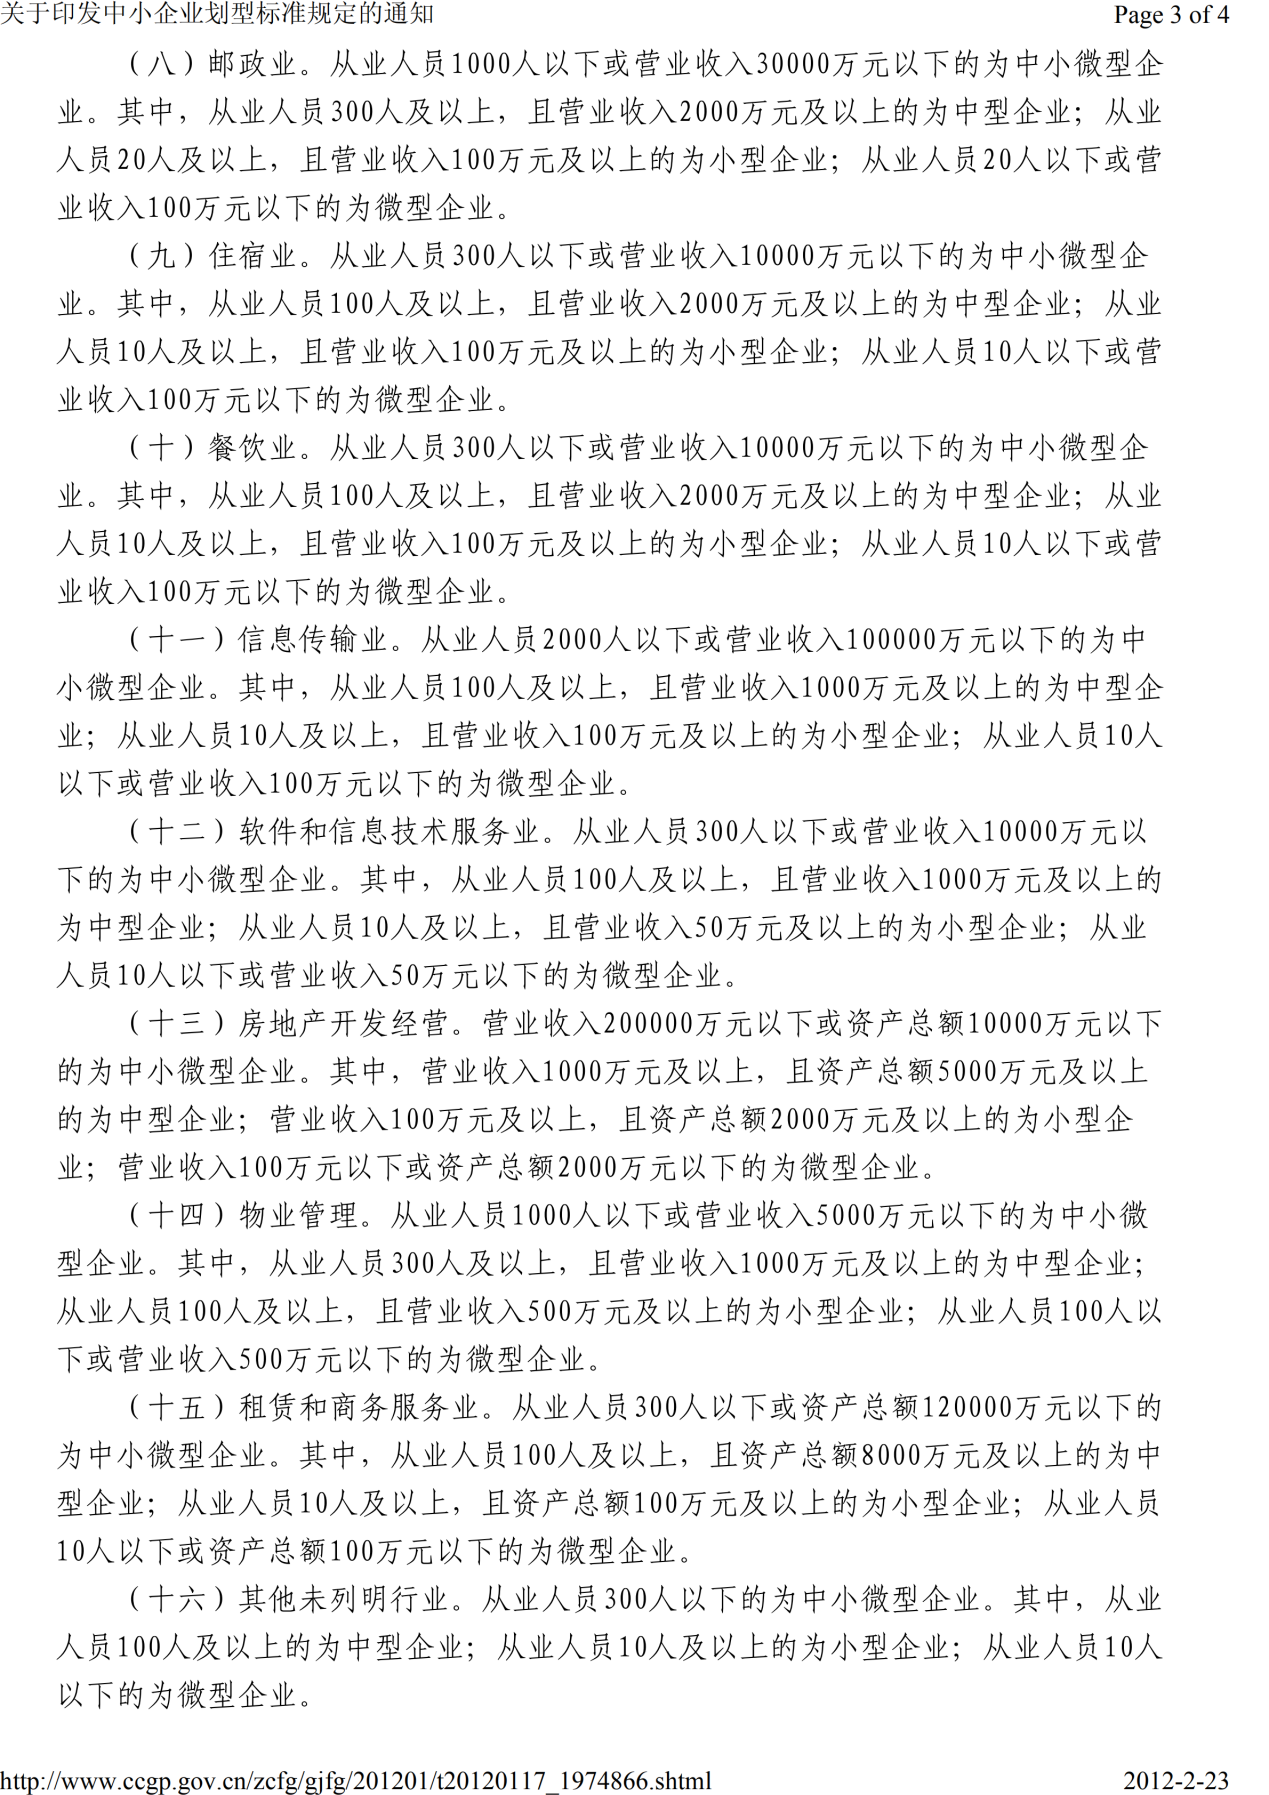 关于印发中小企业划型标准规定的通知
Page 3 of 4
（八）邮政业。从业人员1000人以下或营业收入30000万元以下的为中小微型企
业。其中，从业人员300人及以上，且营业收入2000万元及以上的为中型企业；从业
人员20人及以上，且营业收入100万元及以上的为小型企业；从业人员20人以下或营
业收入100万元以下的为微型企业。
（九）住宿业。从业人员300人以下或营业收入10000万元以下的为中小微型企
业。其中，从业人员100人及以上，且营业收入2000万元及以上的为中型企业；从业
人员10人及以上，且营业收入100万元及以上的为小型企业；从业人员10人以下或营
业收入100万元以下的为微型企业。
（十）餐饮业。从业人员300人以下或营业收入10000万元以下的为中小微型企
业。其中，从业人员100人及以上，且营业收入2000万元及以上的为中型企业；从业
人员10人及以上，且营业收入100万元及以上的为小型企业；从业人员10人以下或营
业收入100万元以下的为微型企业。
（十一）信息传输业。从业人员2000人以下或营业收入100000万元以下的为中
小微型企业。其中，从业人员100人及以上，且营业收入1000万元及以上的为中型企
业；从业人员10人及以上，且营业收入100万元及以上的为小型企业；从业人员10人
以下或营业收入100万元以下的为微型企业。
（十二）软件和信息技术服务业。从业人员300人以下或营业收入10000万元以
下的为中小微型企业。其中，从业人员100人及以上，且营业收入1000万元及以上的
为中型企业；从业人员10人及以上，且营业收入50万元及以上的为小型企业；从业
人员10人以下或营业收入50万元以下的为微型企业。
（十三）房地产开发经营。营业收入200000万元以下或资产总额10000万元以下
的为中小微型企业。其中，营业收入1000万元及以上，且资产总额5000万元及以上
的为中型企业；营业收入100万元及以上，且资产总额2000万元及以上的为小型企
业；营业收入100万元以下或资产总额2000万元以下的为微型企业。
（十四）物业管理。从业人员1000人以下或营业收入5000万元以下的为中小微
型企业。其中，从业人员300人及以上，且营业收入1000万元及以上的为中型企业；
从业人员100人及以上，且营业收入500万元及以上的为小型企业；从业人员100人以
下或营业收入500万元以下的为微型企业。
（十五）租赁和商务服务业。从业人员300人以下或资产总额120000万元以下的
为中小微型企业。其中，从业人员100人及以上，且资产总额8000万元及以上的为中
型企业；从业人员10人及以上，且资产总额100万元及以上的为小型企业；从业人员
10人以下或资产总额100万元以下的为微型企业。
（十六）其他未列明行业。从业人员300人以下的为中小微型企业。其中，从业
人员100人及以上的为中型企业；从业人员10人及以上的为小型企业；从业人员10人
以下的为微型企业。
http://www.ccgp.gov.cn/zcfg/gjfg/201201/t20120117_1974866.shtml
2012-2-23